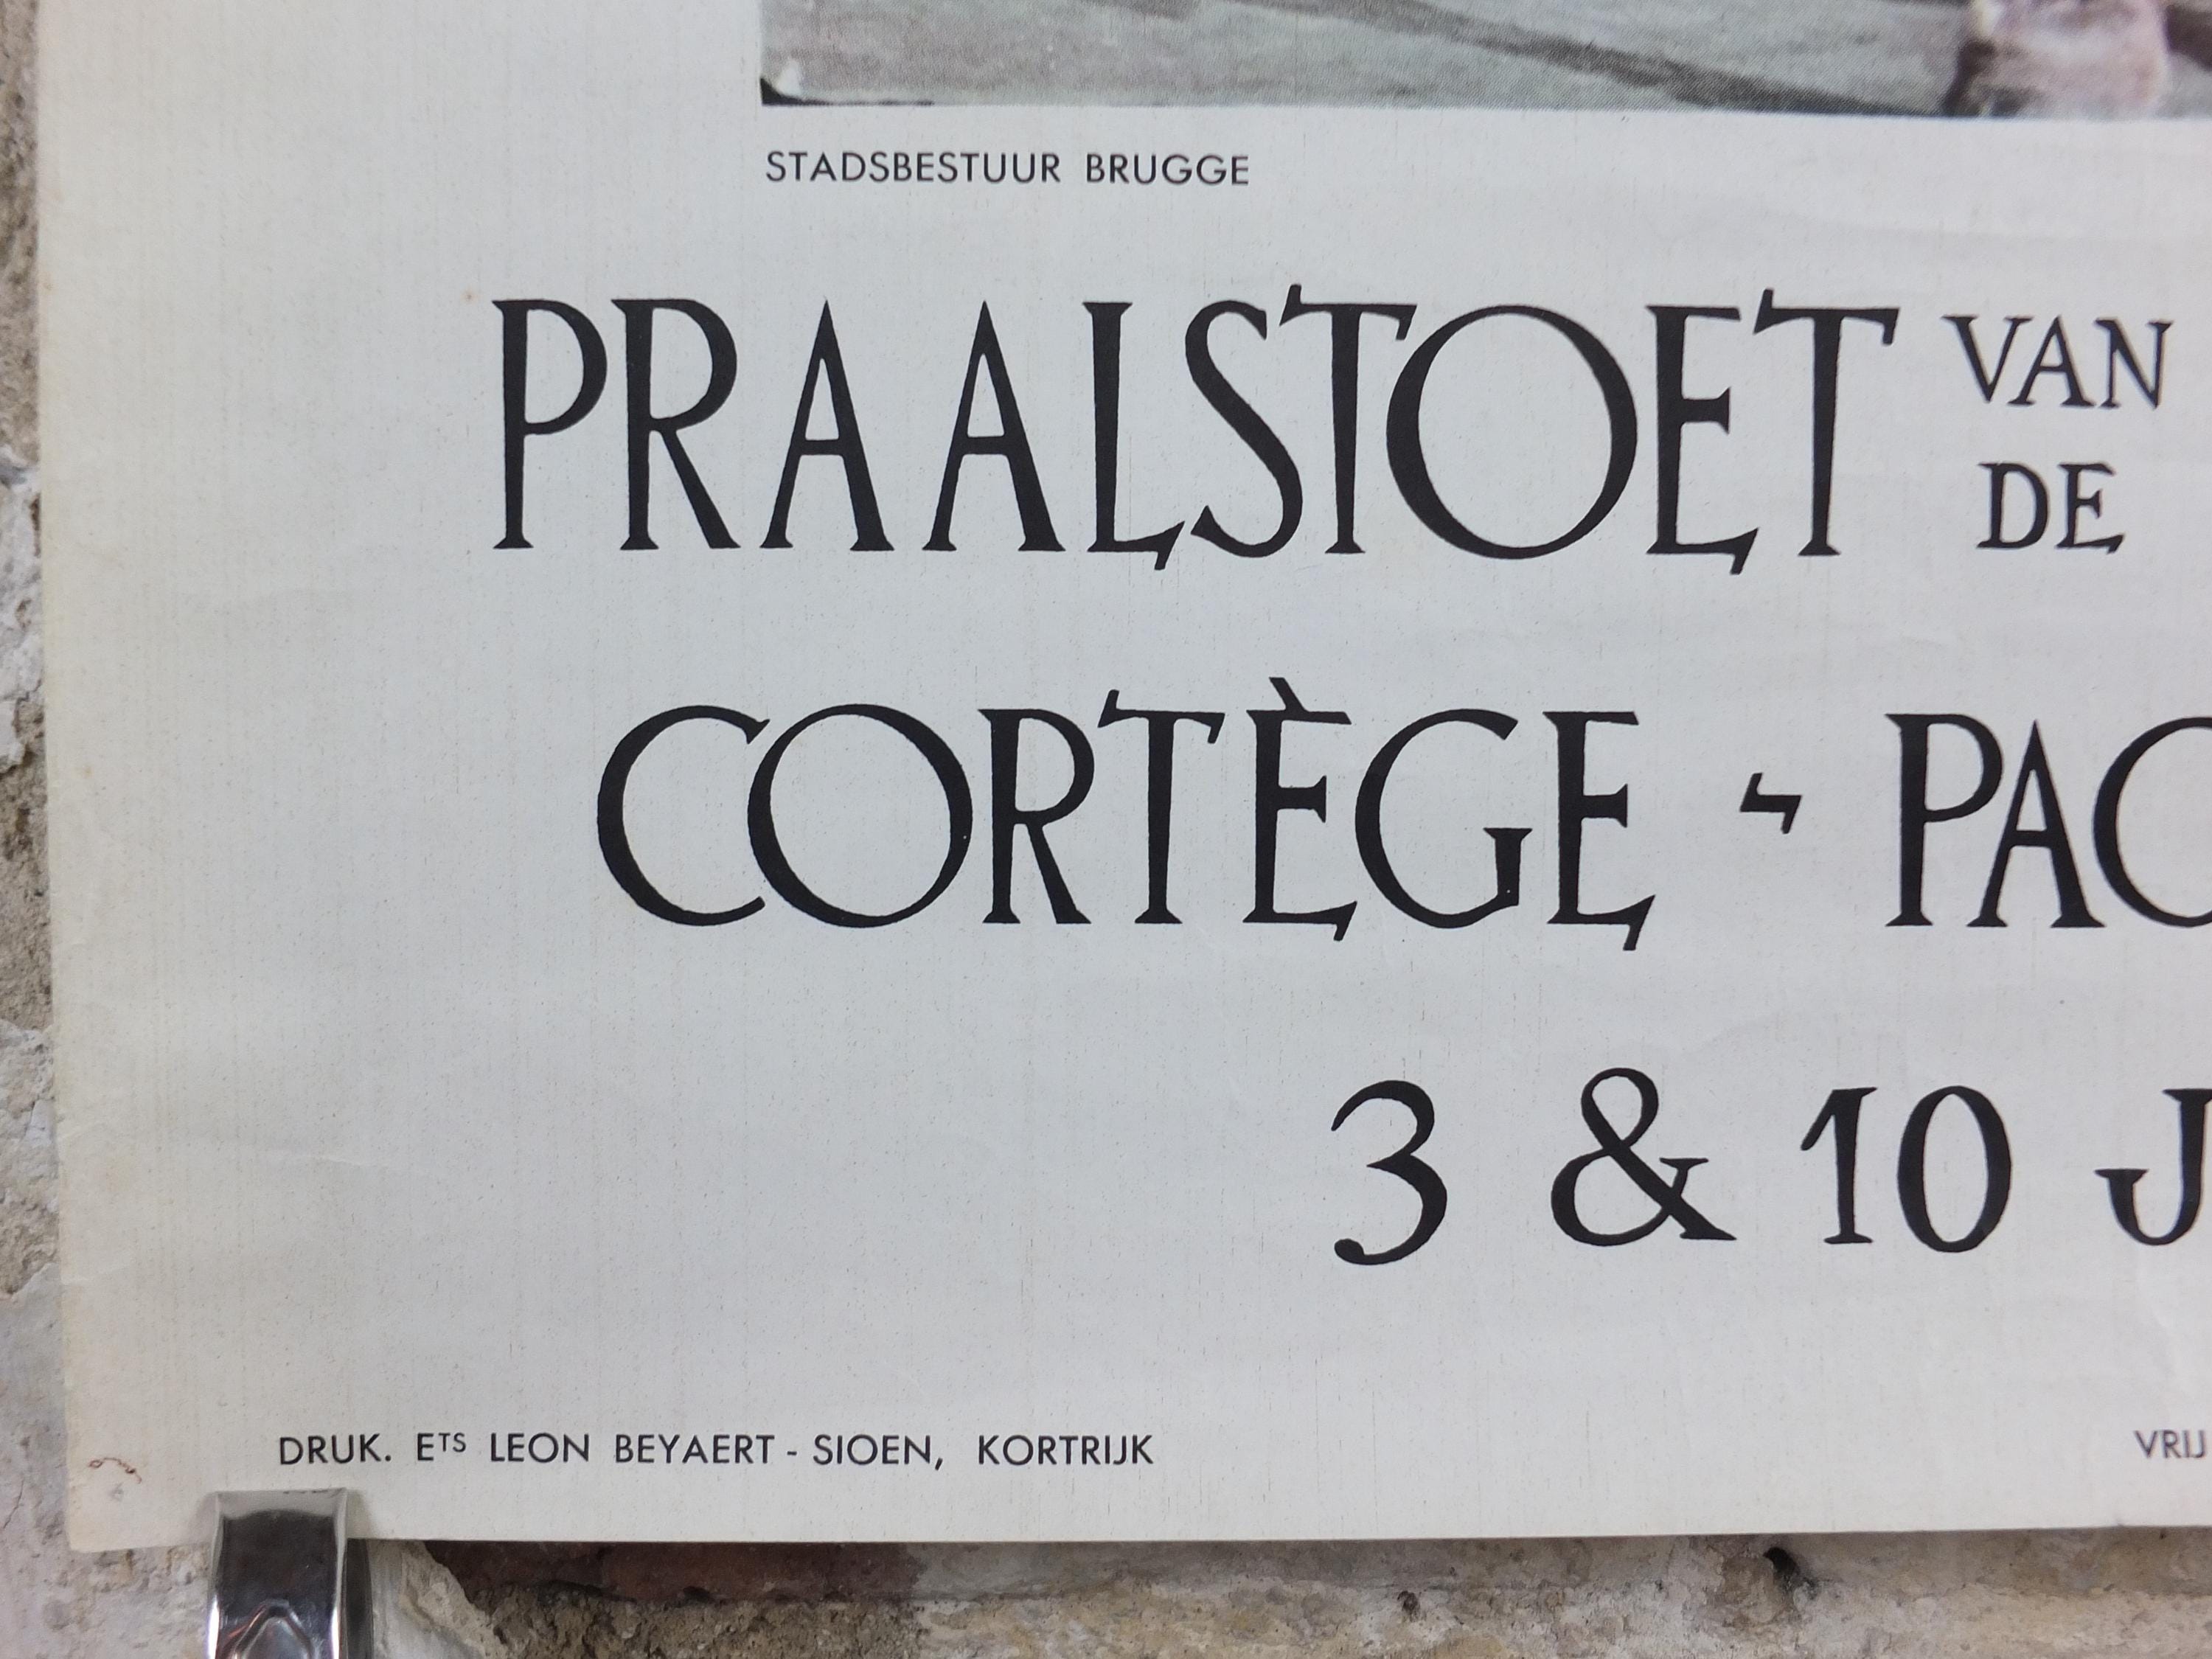 STADSBESTUUR BRUGGE
PRAALSTOET VAN DE
CORTÈGE - PAG
3 & 10 J
DRUK. ETS LEON BEYAERT - SIOEN, KORTRIJK
VRIJ